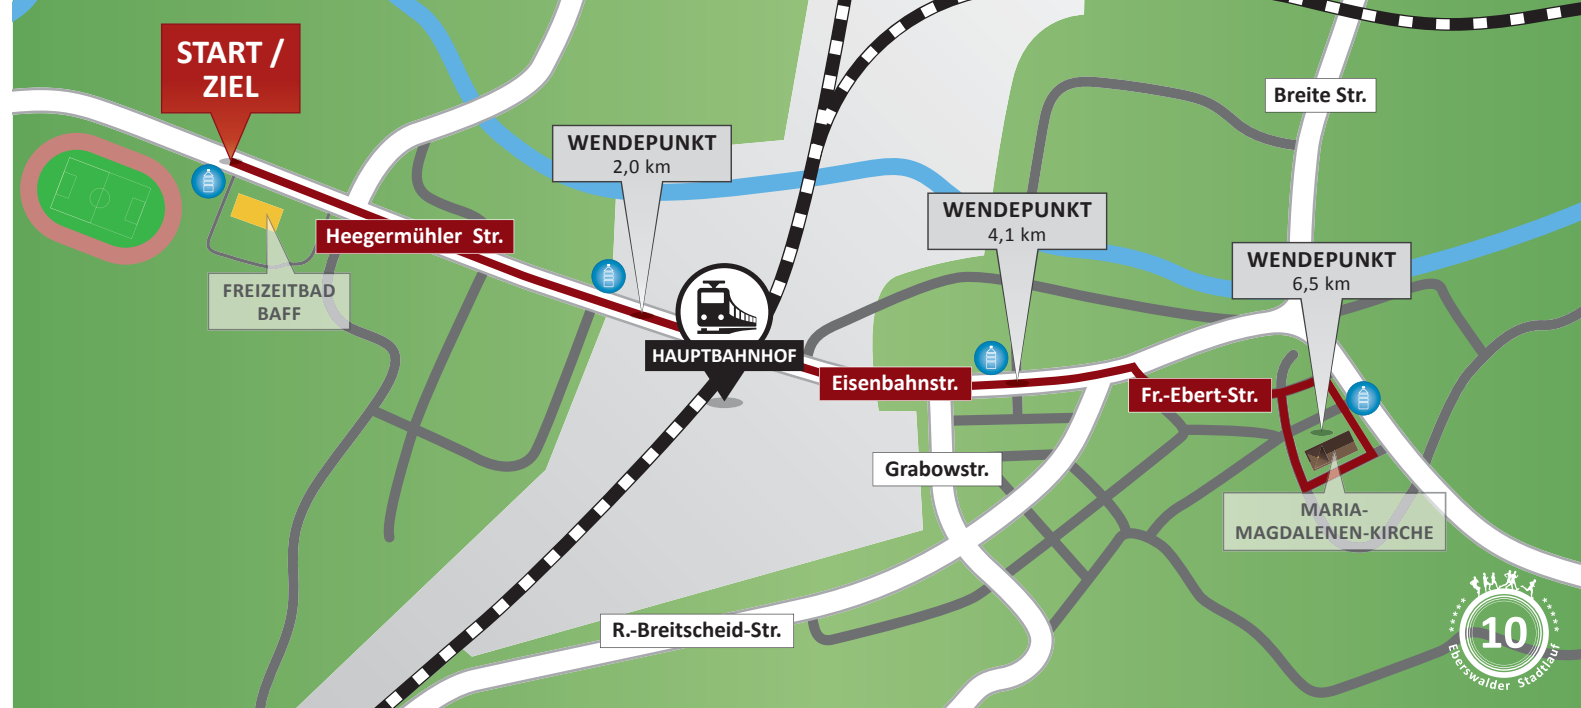 START /
ZIEL
Breite Str.
WENDEPUNKT
2,0 km
WENDEPUNKT
4,1 km
Heegermühler Str.
WENDEPUNKT
6,5 km
FREIZEITBAD
BAFF
HAUPTBAHNHOF
Eisenbahnstr.
Fr.-Ebert-Str.
Grabowstr.
MARIA-
MAGDALENEN-KIRCHE
R.-Breitscheid-Str.
10
Eberswalder Stadtlauf